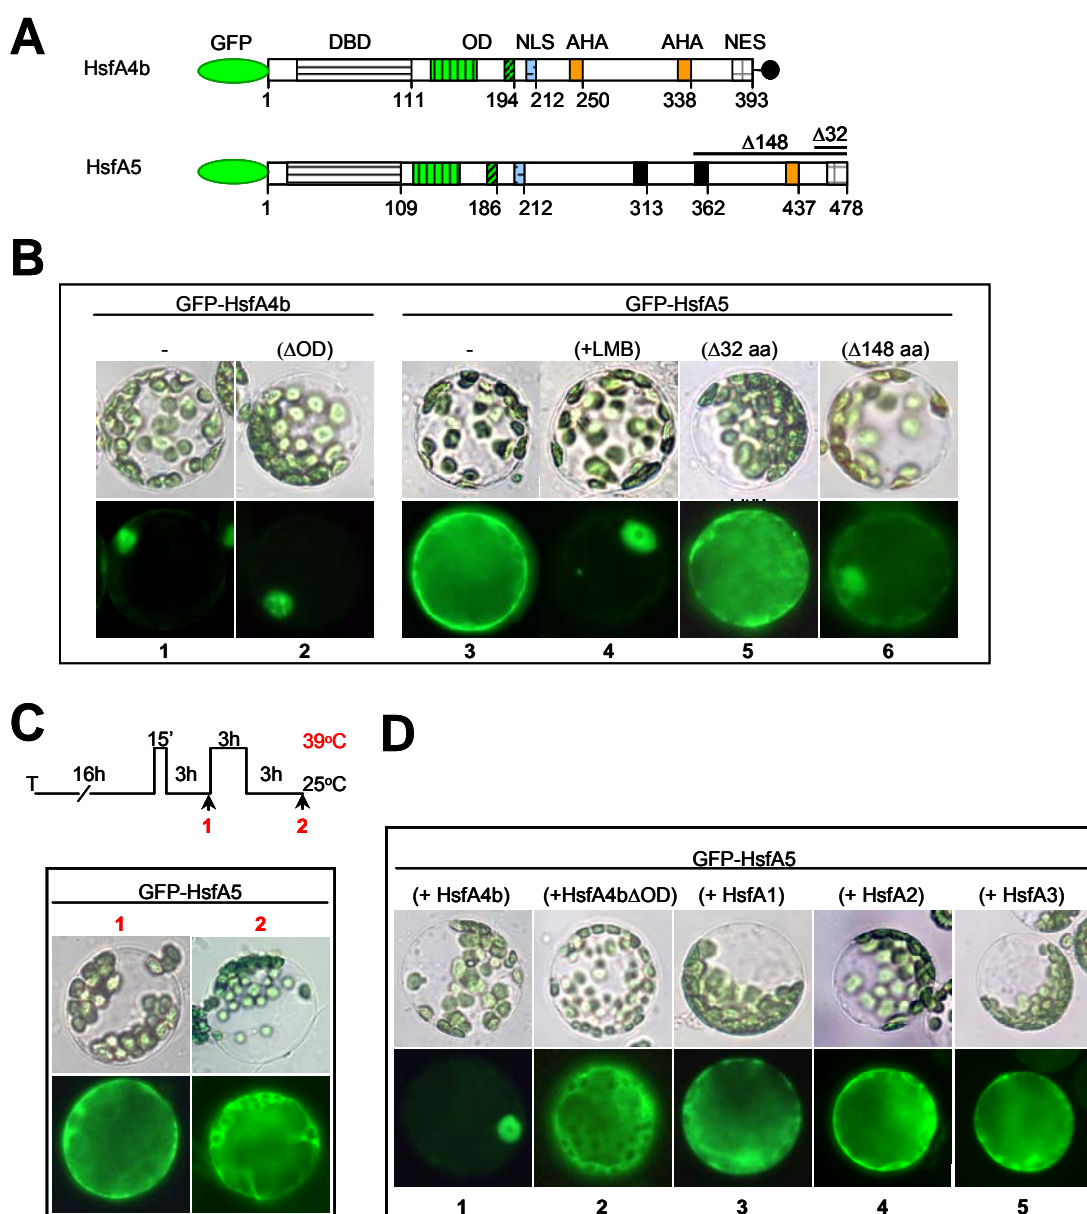 A
GFP DBD OD NLS AHA AHA NES
HsfA4b
1 111 194 212 250 338 393
Δ148 Δ32
HsfA5
1 109 186 212 313 362 437 478
B
GFP-HsfA4b GFP-HsfA5
- (ΔOD) - (+LMB) (Δ32 aa) (Δ148 aa)
1 2 3 4 5 6
C
15’ 3h 39°C
T 16h 3h 3h 25°C
1 2
GFP-HsfA5
1 2
D
GFP-HsfA5
(+ HsfA4b) (+HsfA4bΔOD) (+ HsfA1) (+ HsfA2) (+ HsfA3)
1 2 3 4 5